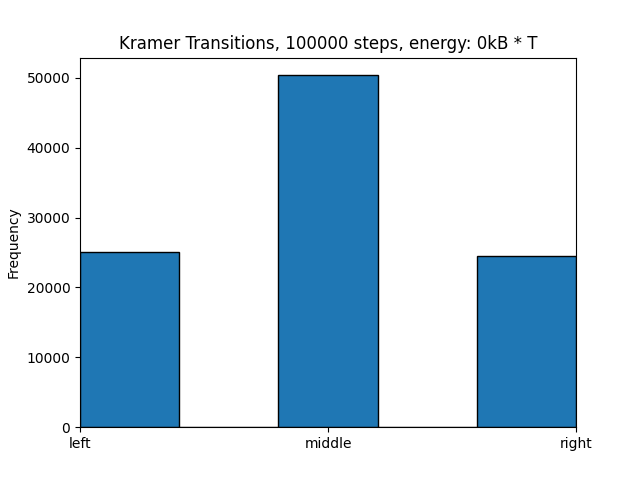 Kramer Transitions, 100000 steps, energy: 0kB * T
50000
40000
30000
20000
10000
0
Frequency
left
middle
right